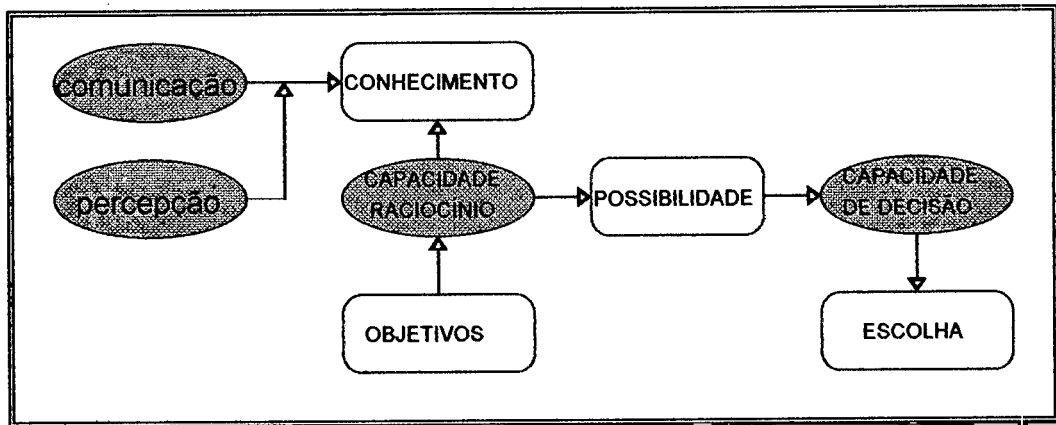 comunicação
CONHECIMENTO
percepção
CAPACIDADE
RACIOCINIO
POSSIBILIDADE
CAPACIDADE
DE DECISÃO
OBJETIVOS
ESCOLHA